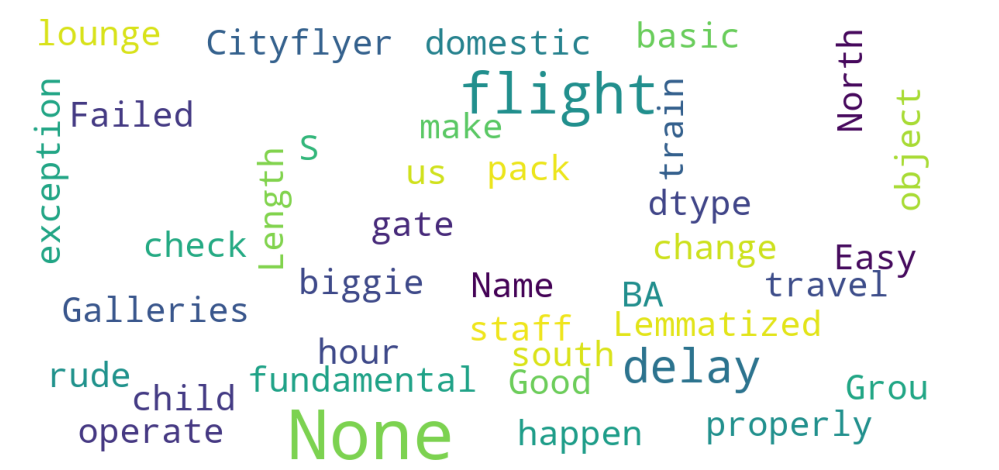 lounge
Cityflyer
domestic
basic
North
flight
exception
Failed
train
object
make
S
Length
us
pack
dtype
gate
check
change
Easy
biggie
Name
BA
travel
Galleries
staff
Lemmatized
hour
south
delay
rude
fundamental
Good
Grou
child
operate
None
happen
properly